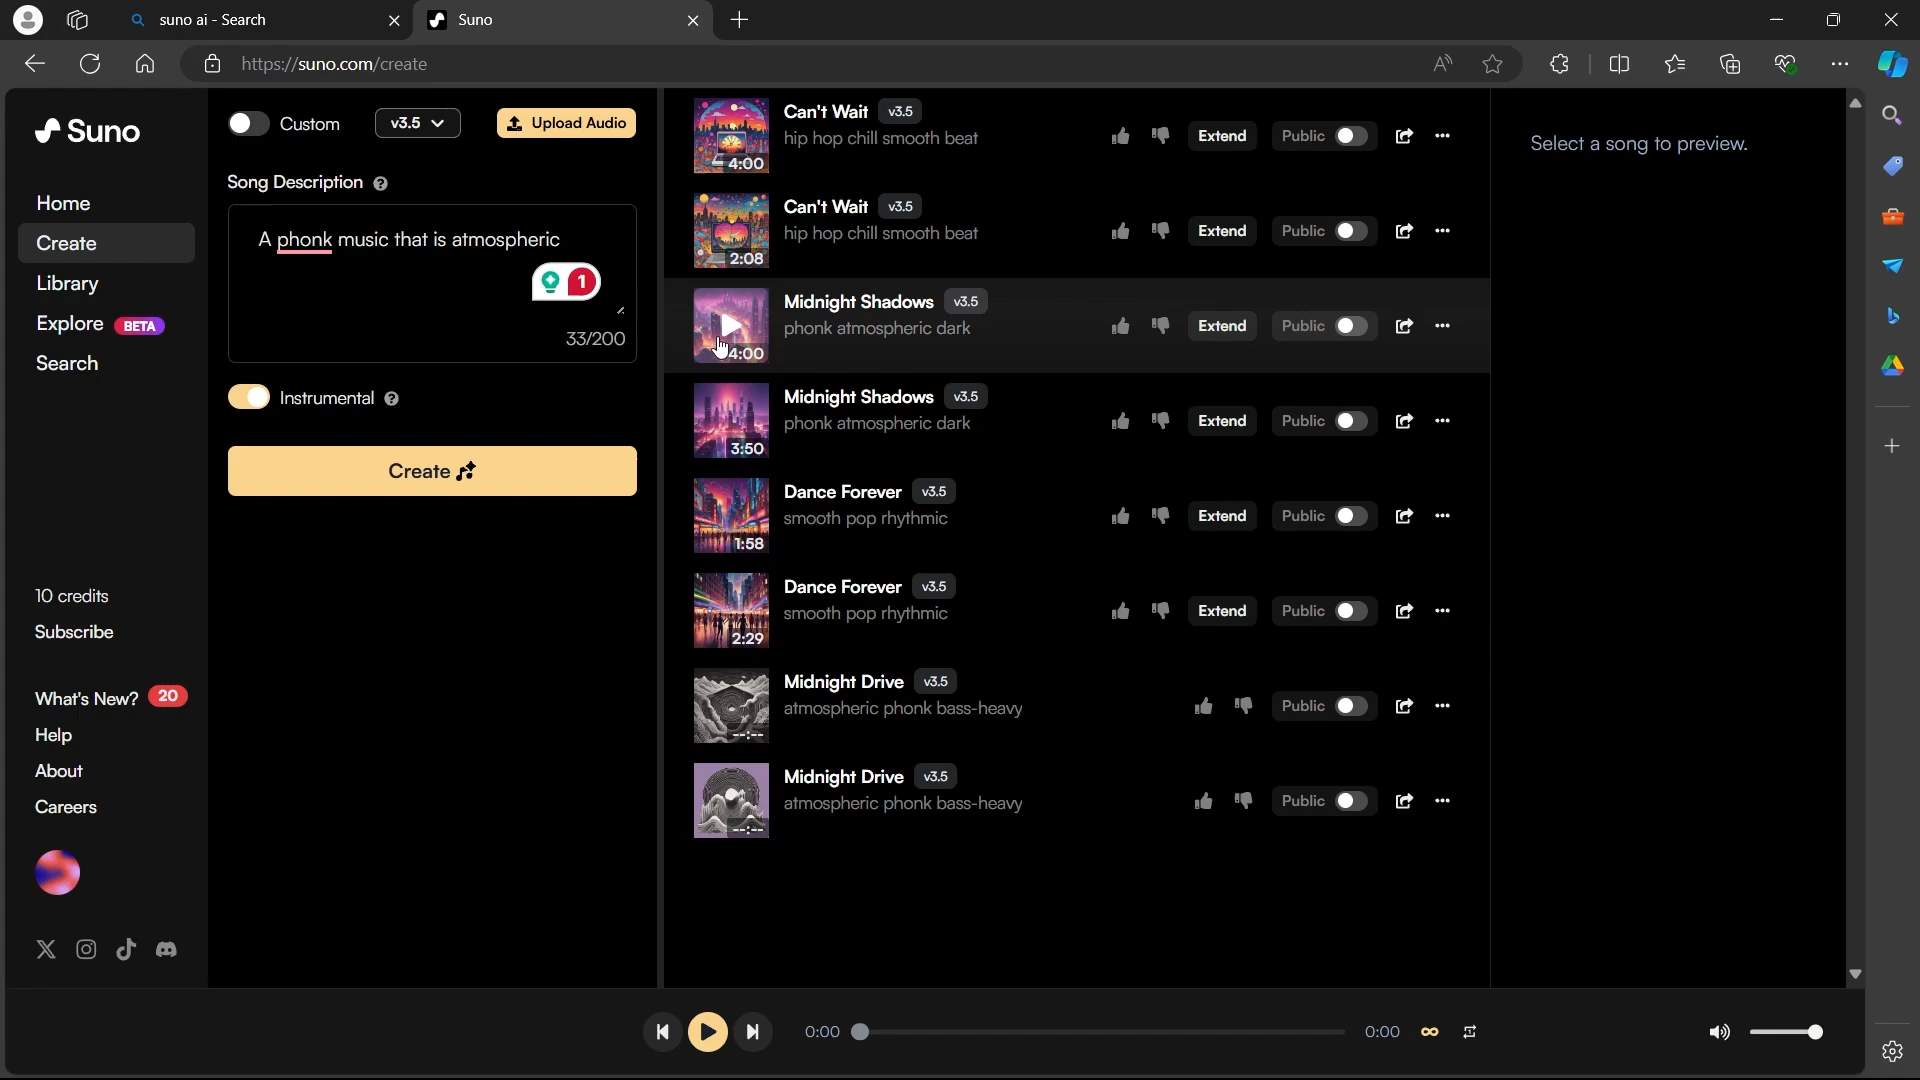 suno ai - Search
Suno
https://suno.com/create
Suno
Home
Create
Library
Explore BETA
Search
10 credits
Subscribe
What's New? 20
Help
About
Careers
Custom
v3.5
Upload Audio
Song Description
A phonk music that is atmospheric
1
33/200
Instrumental
Create
Can't Wait v3.5
hip hop chill smooth beat
4:00
Extend
Public
Can't Wait v3.5
hip hop chill smooth beat
2:08
Extend
Public
Midnight Shadows v3.5
phonk atmospheric dark
4:00
Extend
Public
Midnight Shadows v3.5
phonk atmospheric dark
3:50
Extend
Public
Dance Forever v3.5
smooth pop rhythmic
1:58
Extend
Public
Dance Forever v3.5
smooth pop rhythmic
2:29
Extend
Public
Midnight Drive v3.5
atmospheric phonk bass-heavy
--:--
Public
Midnight Drive v3.5
atmospheric phonk bass-heavy
--:--
Public
Select a song to preview.
0:00
0:00